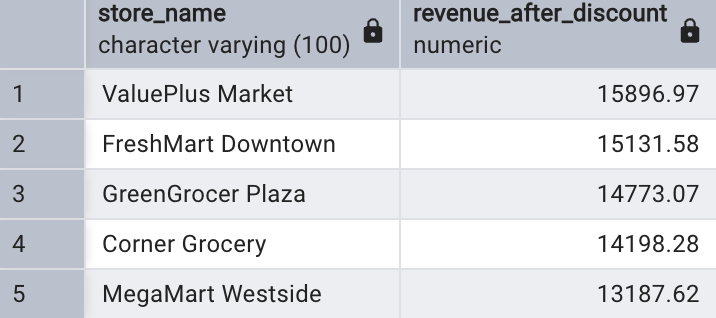 store_name revenue_after_discount
character varying (100) numeric
1 ValuePlus Market 15896.97
2 FreshMart Downtown 15131.58
3 GreenGrocer Plaza 14773.07
4 Corner Grocery 14198.28
5 MegaMart Westside 13187.62